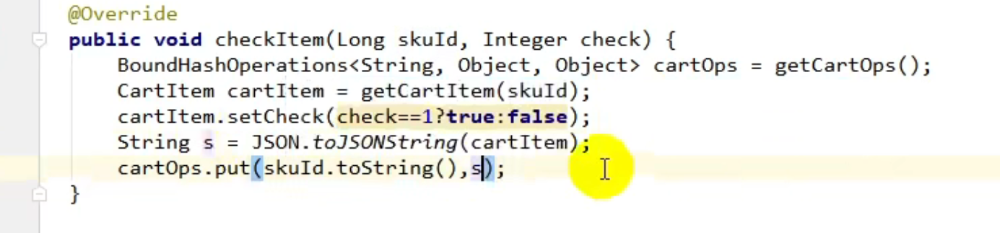 @Override
public void checkItem(Long skuId, Integer check) {
BoundHashOperations<String, Object, Object> cartOps = getCartOps();
CartItem cartItem = getCartItem(skuId);
cartItem.setCheck(check==1?true:false);
String s = JSON.toJSONString(cartItem);
cartOps.put(skuId.toString(),s);
}